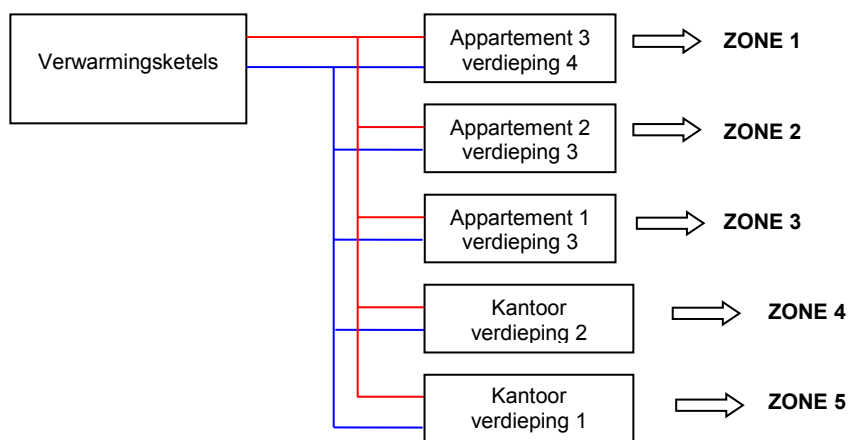 Verwarmingsketels
Appartement 3
verdieping 4
ZONE 1
Appartement 2
verdieping 3
ZONE 2
Appartement 1
verdieping 3
ZONE 3
Kantoor
verdieping 2
ZONE 4
Kantoor
verdieping 1
ZONE 5